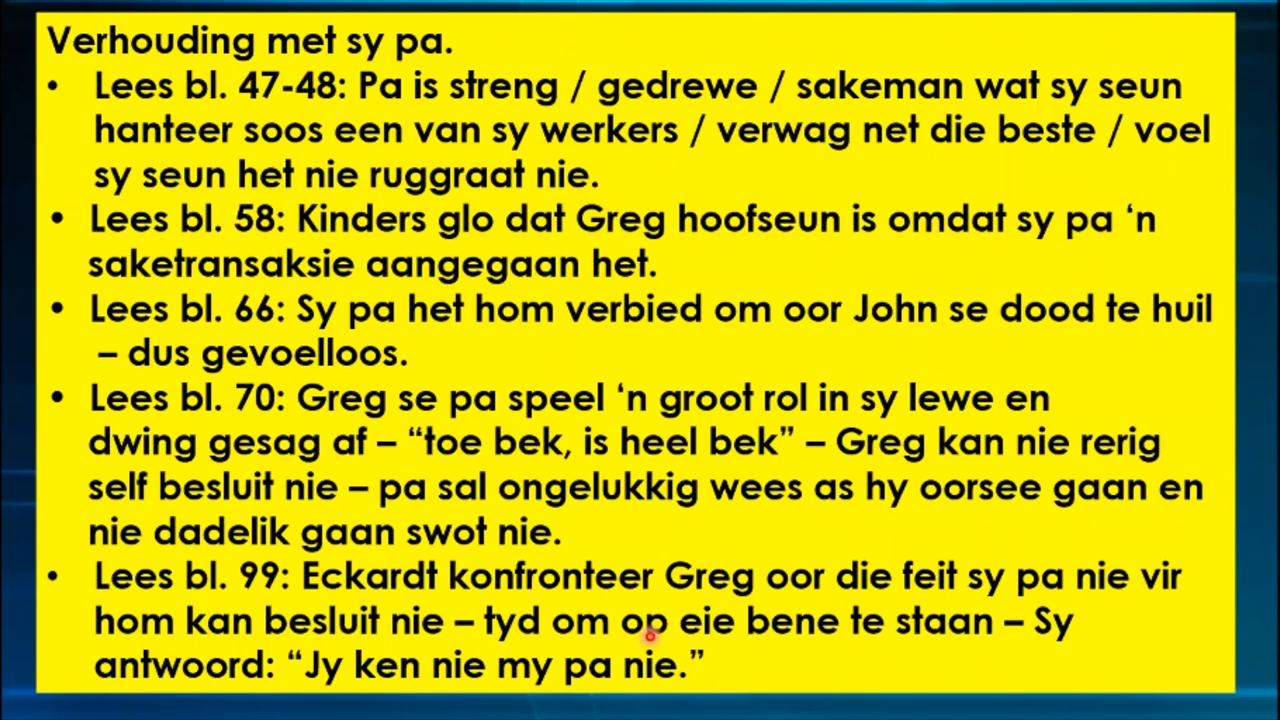 Verhouding met sy pa.
• Lees bl. 47-48: Pa is streng / gedrewe / sakeman wat sy seun
hanteer soos een van sy werkers / verwag net die beste / voel
sy seun het nie ruggraat nie.
• Lees bl. 58: Kinders glo dat Greg hoofseun is omdat sy pa ‘n
saketransaksie aangegaan het.
• Lees bl. 66: Sy pa het hom verbied om oor John se dood te huil
– dus gevoelloos.
• Lees bl. 70: Greg se pa speel ‘n groot rol in sy lewe en
dwing gesag af – “toe bek, is heel bek” – Greg kan nie rerig
self besluit nie – pa sal ongelukkig wees as hy oorsee gaan en
nie dadelik gaan swot nie.
• Lees bl. 99: Eckardt konfronteer Greg oor die feit sy pa nie vir
hom kan besluit nie – tyd om op eie bene te staan – Sy
antwoord: “Jy ken nie my pa nie.”